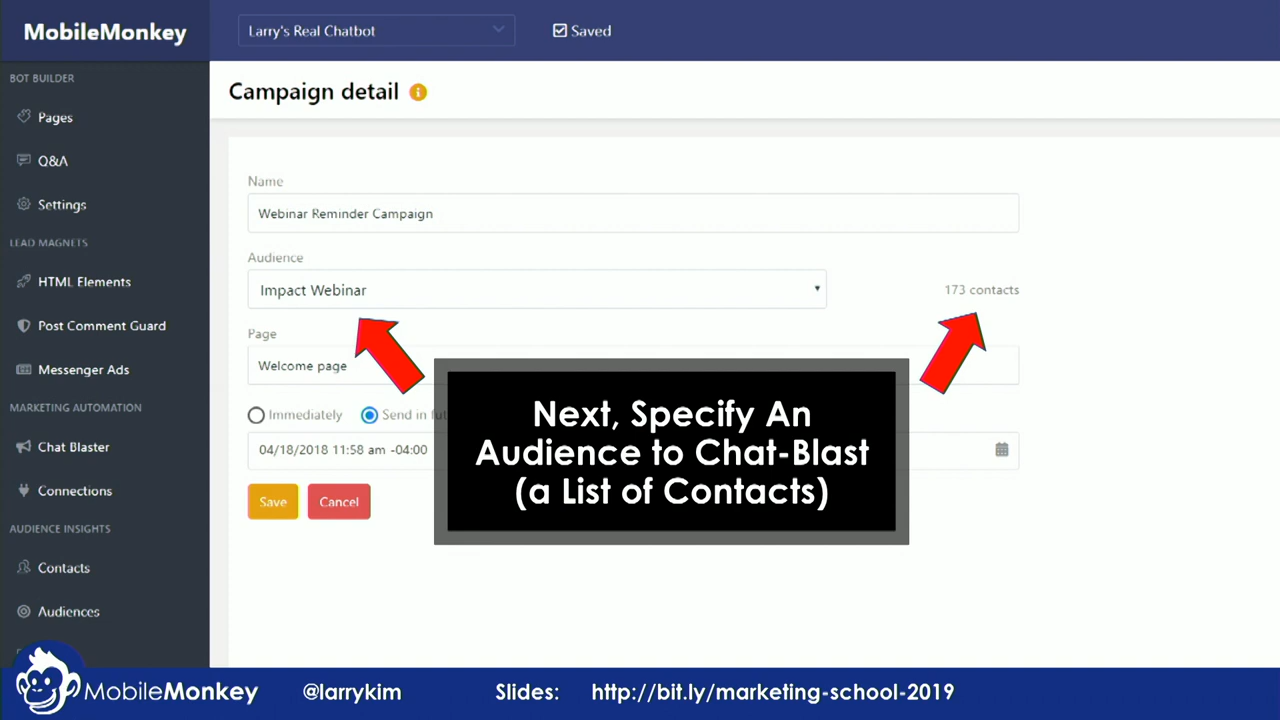 MobileMonkey
Larry's Real Chatbot
Saved
BOT BUILDER
Pages
Q&A
Settings
LEAD MAGNETS
HTML Elements
Post Comment Guard
Messenger Ads
MARKETING AUTOMATION
Chat Blaster
Connections
AUDIENCE INSIGHTS
Contacts
Audiences
Campaign detail
Name
Webinar Reminder Campaign
Audience
Impact Webinar
173 contacts
Page
Welcome page
Immediately
Send in fu
04/18/2018 11:58 am -04:00
Save
Cancel
Next, Specify An
Audience to Chat-Blast
(a List of Contacts)
MobileMonkey
@larrykim
Slides: http://bit.ly/marketing-school-2019